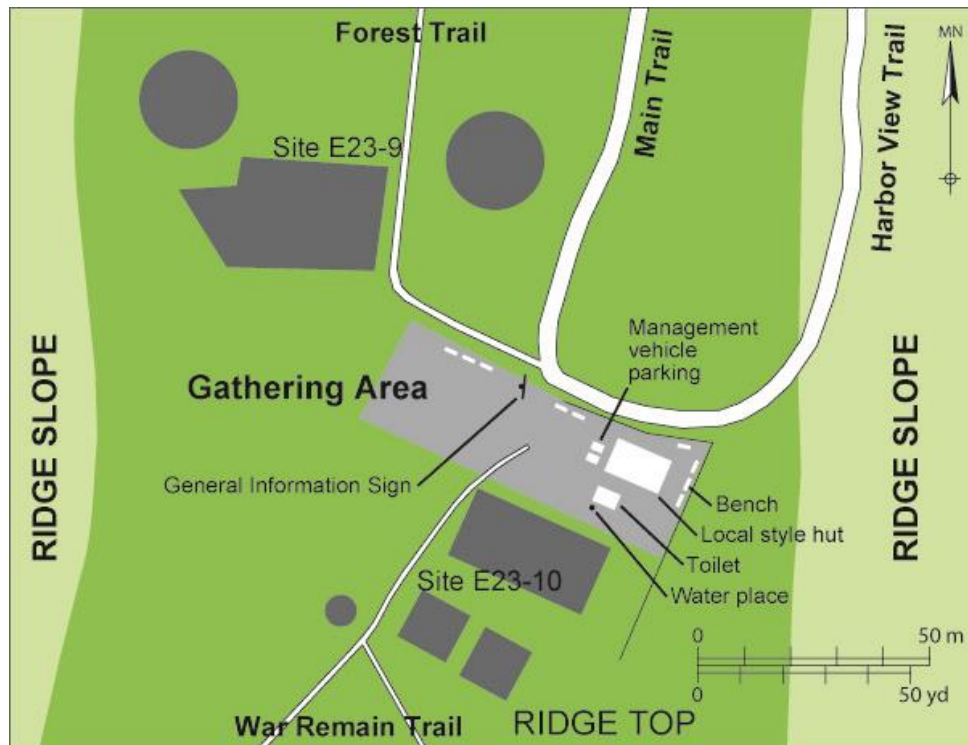 Forest Trail
Main Trail
Harbor View Trail
MN
Site E23-9
Management
vehicle
parking
RIDGE SLOPE
Gathering Area
RIDGE SLOPE
General Information Sign
Bench
Local style hut
Toilet
Site E23-10
Water place
0 50 m
0 50 yd
War Remain Trail
RIDGE TOP